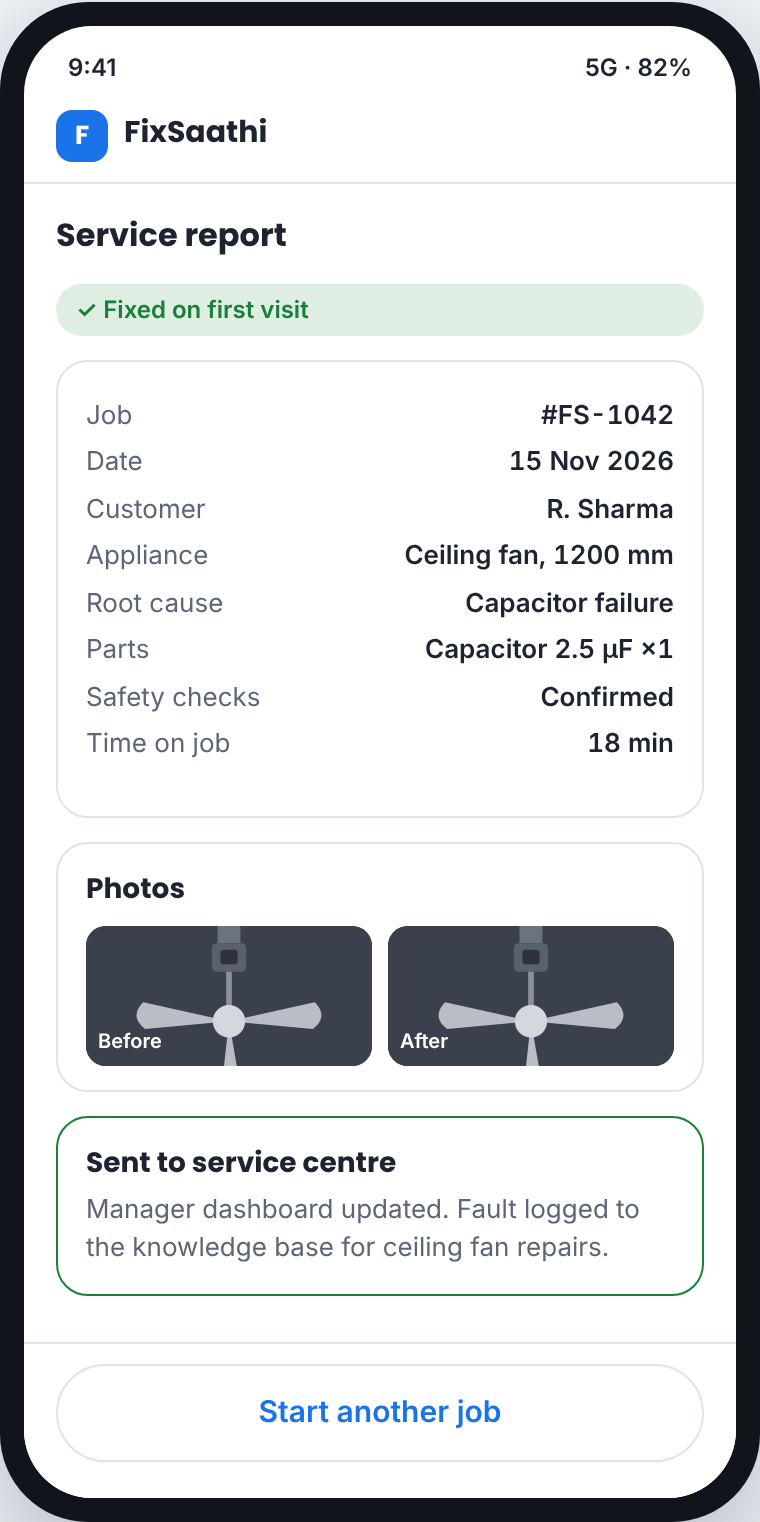 9:41 5G · 82%
F FixSaathi
Service report
✓ Fixed on first visit
Job #FS-1042
Date 15 Nov 2026
Customer R. Sharma
Appliance Ceiling fan, 1200 mm
Root cause Capacitor failure
Parts Capacitor 2.5 µF ×1
Safety checks Confirmed
Time on job 18 min
Photos
Before After
Sent to service centre
Manager dashboard updated. Fault logged to
the knowledge base for ceiling fan repairs.
Start another job